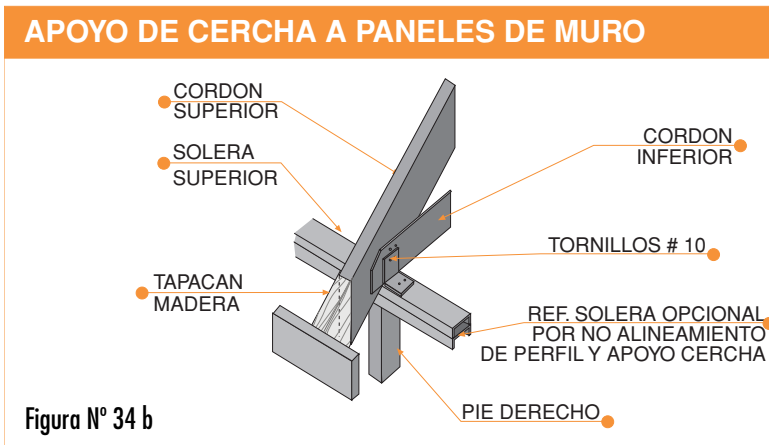 APOYO DE CERCHA A PANELES DE MURO
CORDON
SUPERIOR
SOLERA
SUPERIOR
TAPACAN
MADERA
CORDON
INFERIOR
TORNILLOS # 10
REF. SOLERA OPCIONAL
POR NO ALINEAMIENTO
DE PERFIL Y APOYO CERCHA
PIE DERECHO
Figura Nº 34 b